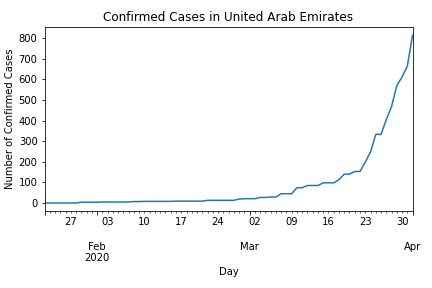 Confirmed Cases in United Arab Emirates
Number of Confirmed Cases
800
700
600
500
400
300
200
100
0
27 03 10 17 24 02 09 16 23 30
Feb Mar Apr
2020
Day